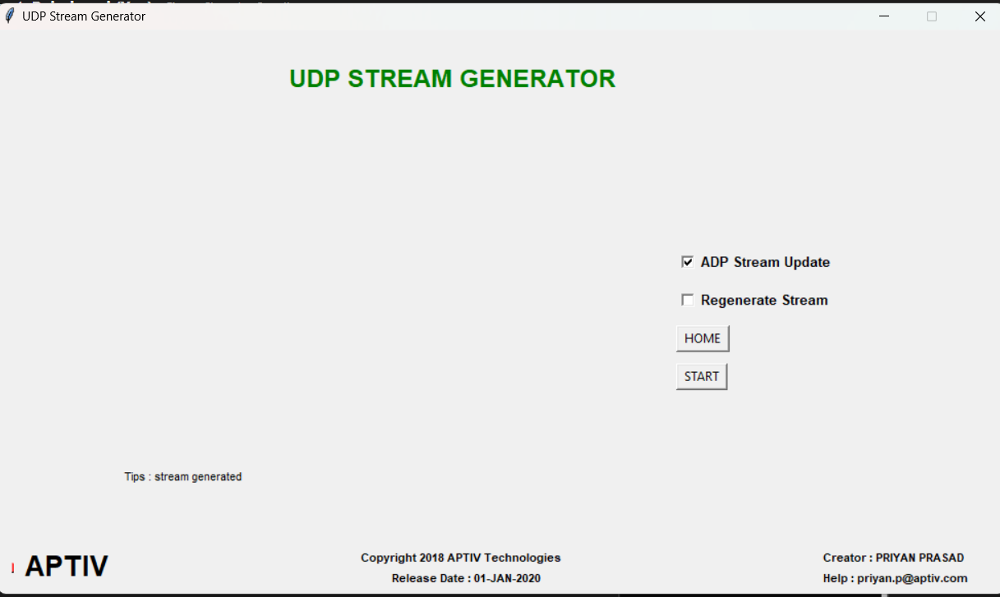 UDP Stream Generator
UDP STREAM GENERATOR
ADP Stream Update
Regenerate Stream
HOME
START
Tips : stream generated
APTIV
Copyright 2018 APTIV Technologies
Release Date : 01-JAN-2020
Creator : PRIYAN PRASAD
Help : priyan.p@aptiv.com